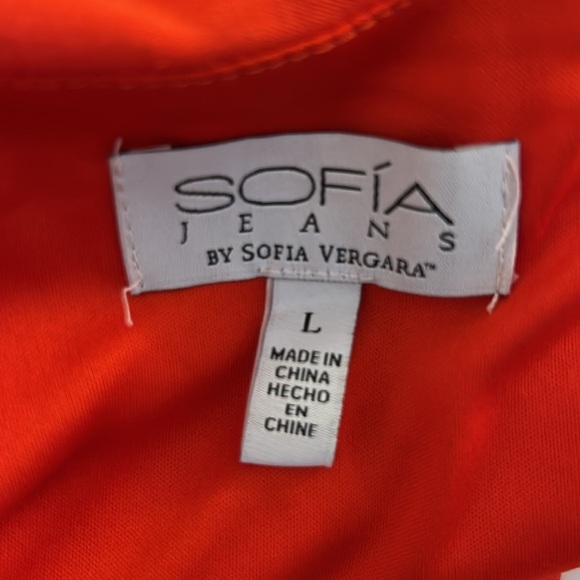 SOFÍA
JEANS
BY SOFIA VERGARA™
L
MADE IN
CHINA
HECHO
EN
CHINE